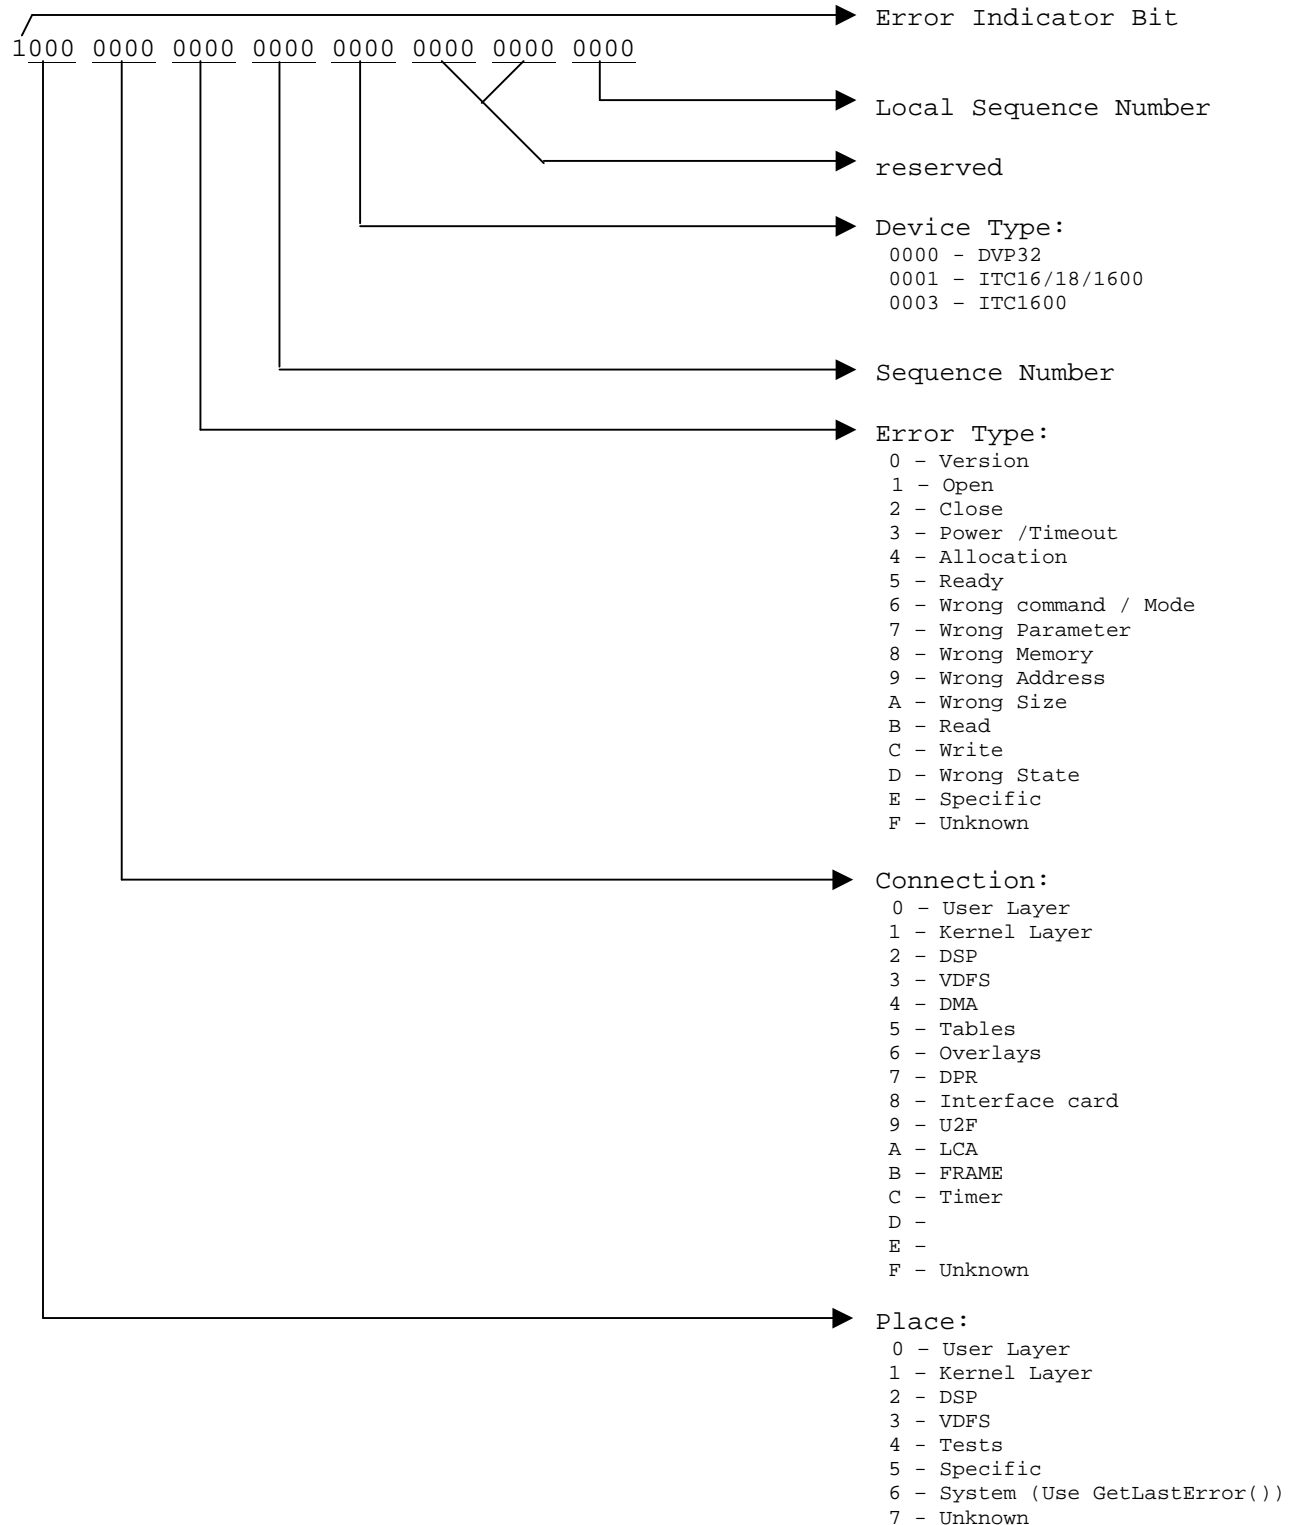 Error Indicator Bit
1000 0000 0000 0000 0000 0000 0000 0000
Local Sequence Number
reserved
Device Type:
0000 - DVP32
0001 – ITC16/18/1600
0003 – ITC1600
Sequence Number
Error Type:
0 – Version
1 – Open
2 – Close
3 – Power /Timeout
4 – Allocation
5 – Ready
6 – Wrong command / Mode
7 – Wrong Parameter
8 – Wrong Memory
9 – Wrong Address
A – Wrong Size
B – Read
C – Write
D – Wrong State
E – Specific
F – Unknown
Connection:
0 – User Layer
1 – Kernel Layer
2 – DSP
3 – VDFS
4 – DMA
5 – Tables
6 – Overlays
7 – DPR
8 – Interface card
9 – U2F
A – LCA
B – FRAME
C – Timer
D –
E –
F – Unknown
Place:
0 – User Layer
1 – Kernel Layer
2 - DSP
3 - VDFS
4 - Tests
5 - Specific
6 – System (Use GetLastError())
7 - Unknown